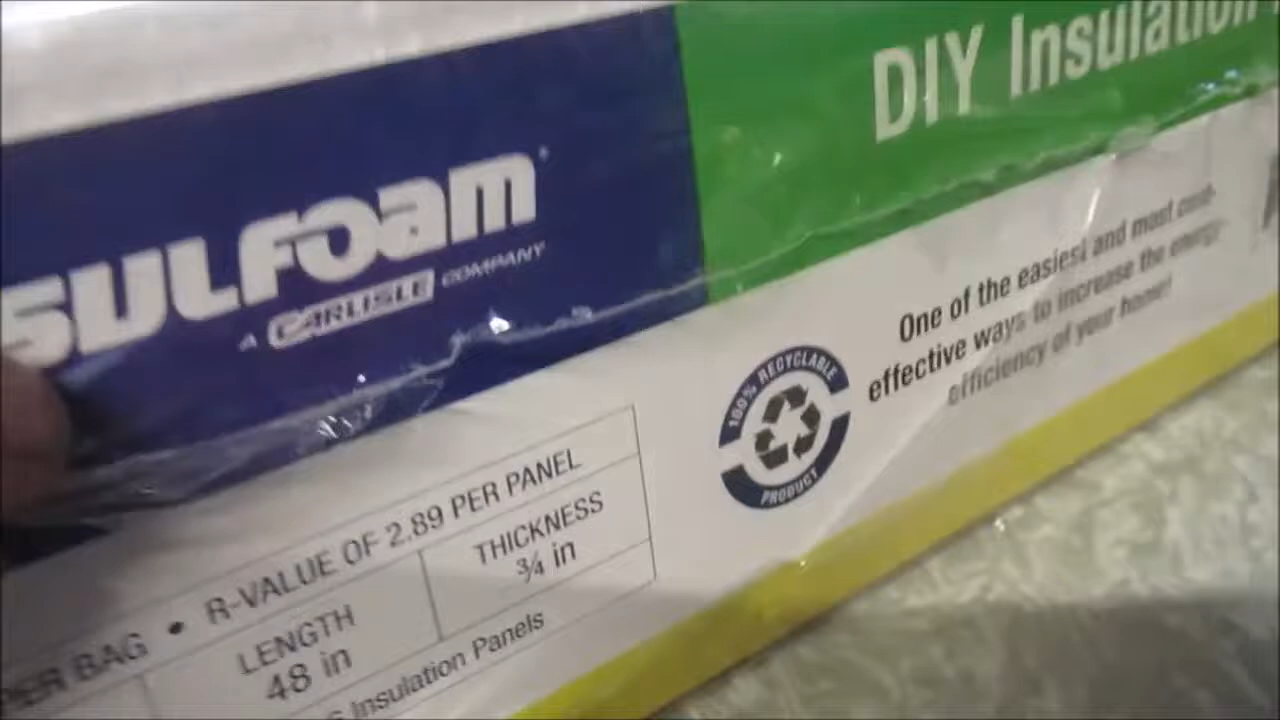 SULFOAM
A CARLISLE COMPANY
DIY Insulation
One of the easiest and most cost-
effective ways to increase the energy
efficiency of your home!
100% RECYCLABLE
PRODUCT
PER BAG • R-VALUE OF 2.89 PER PANEL
LENGTH
48 in
THICKNESS
¾ in
Insulation Panels